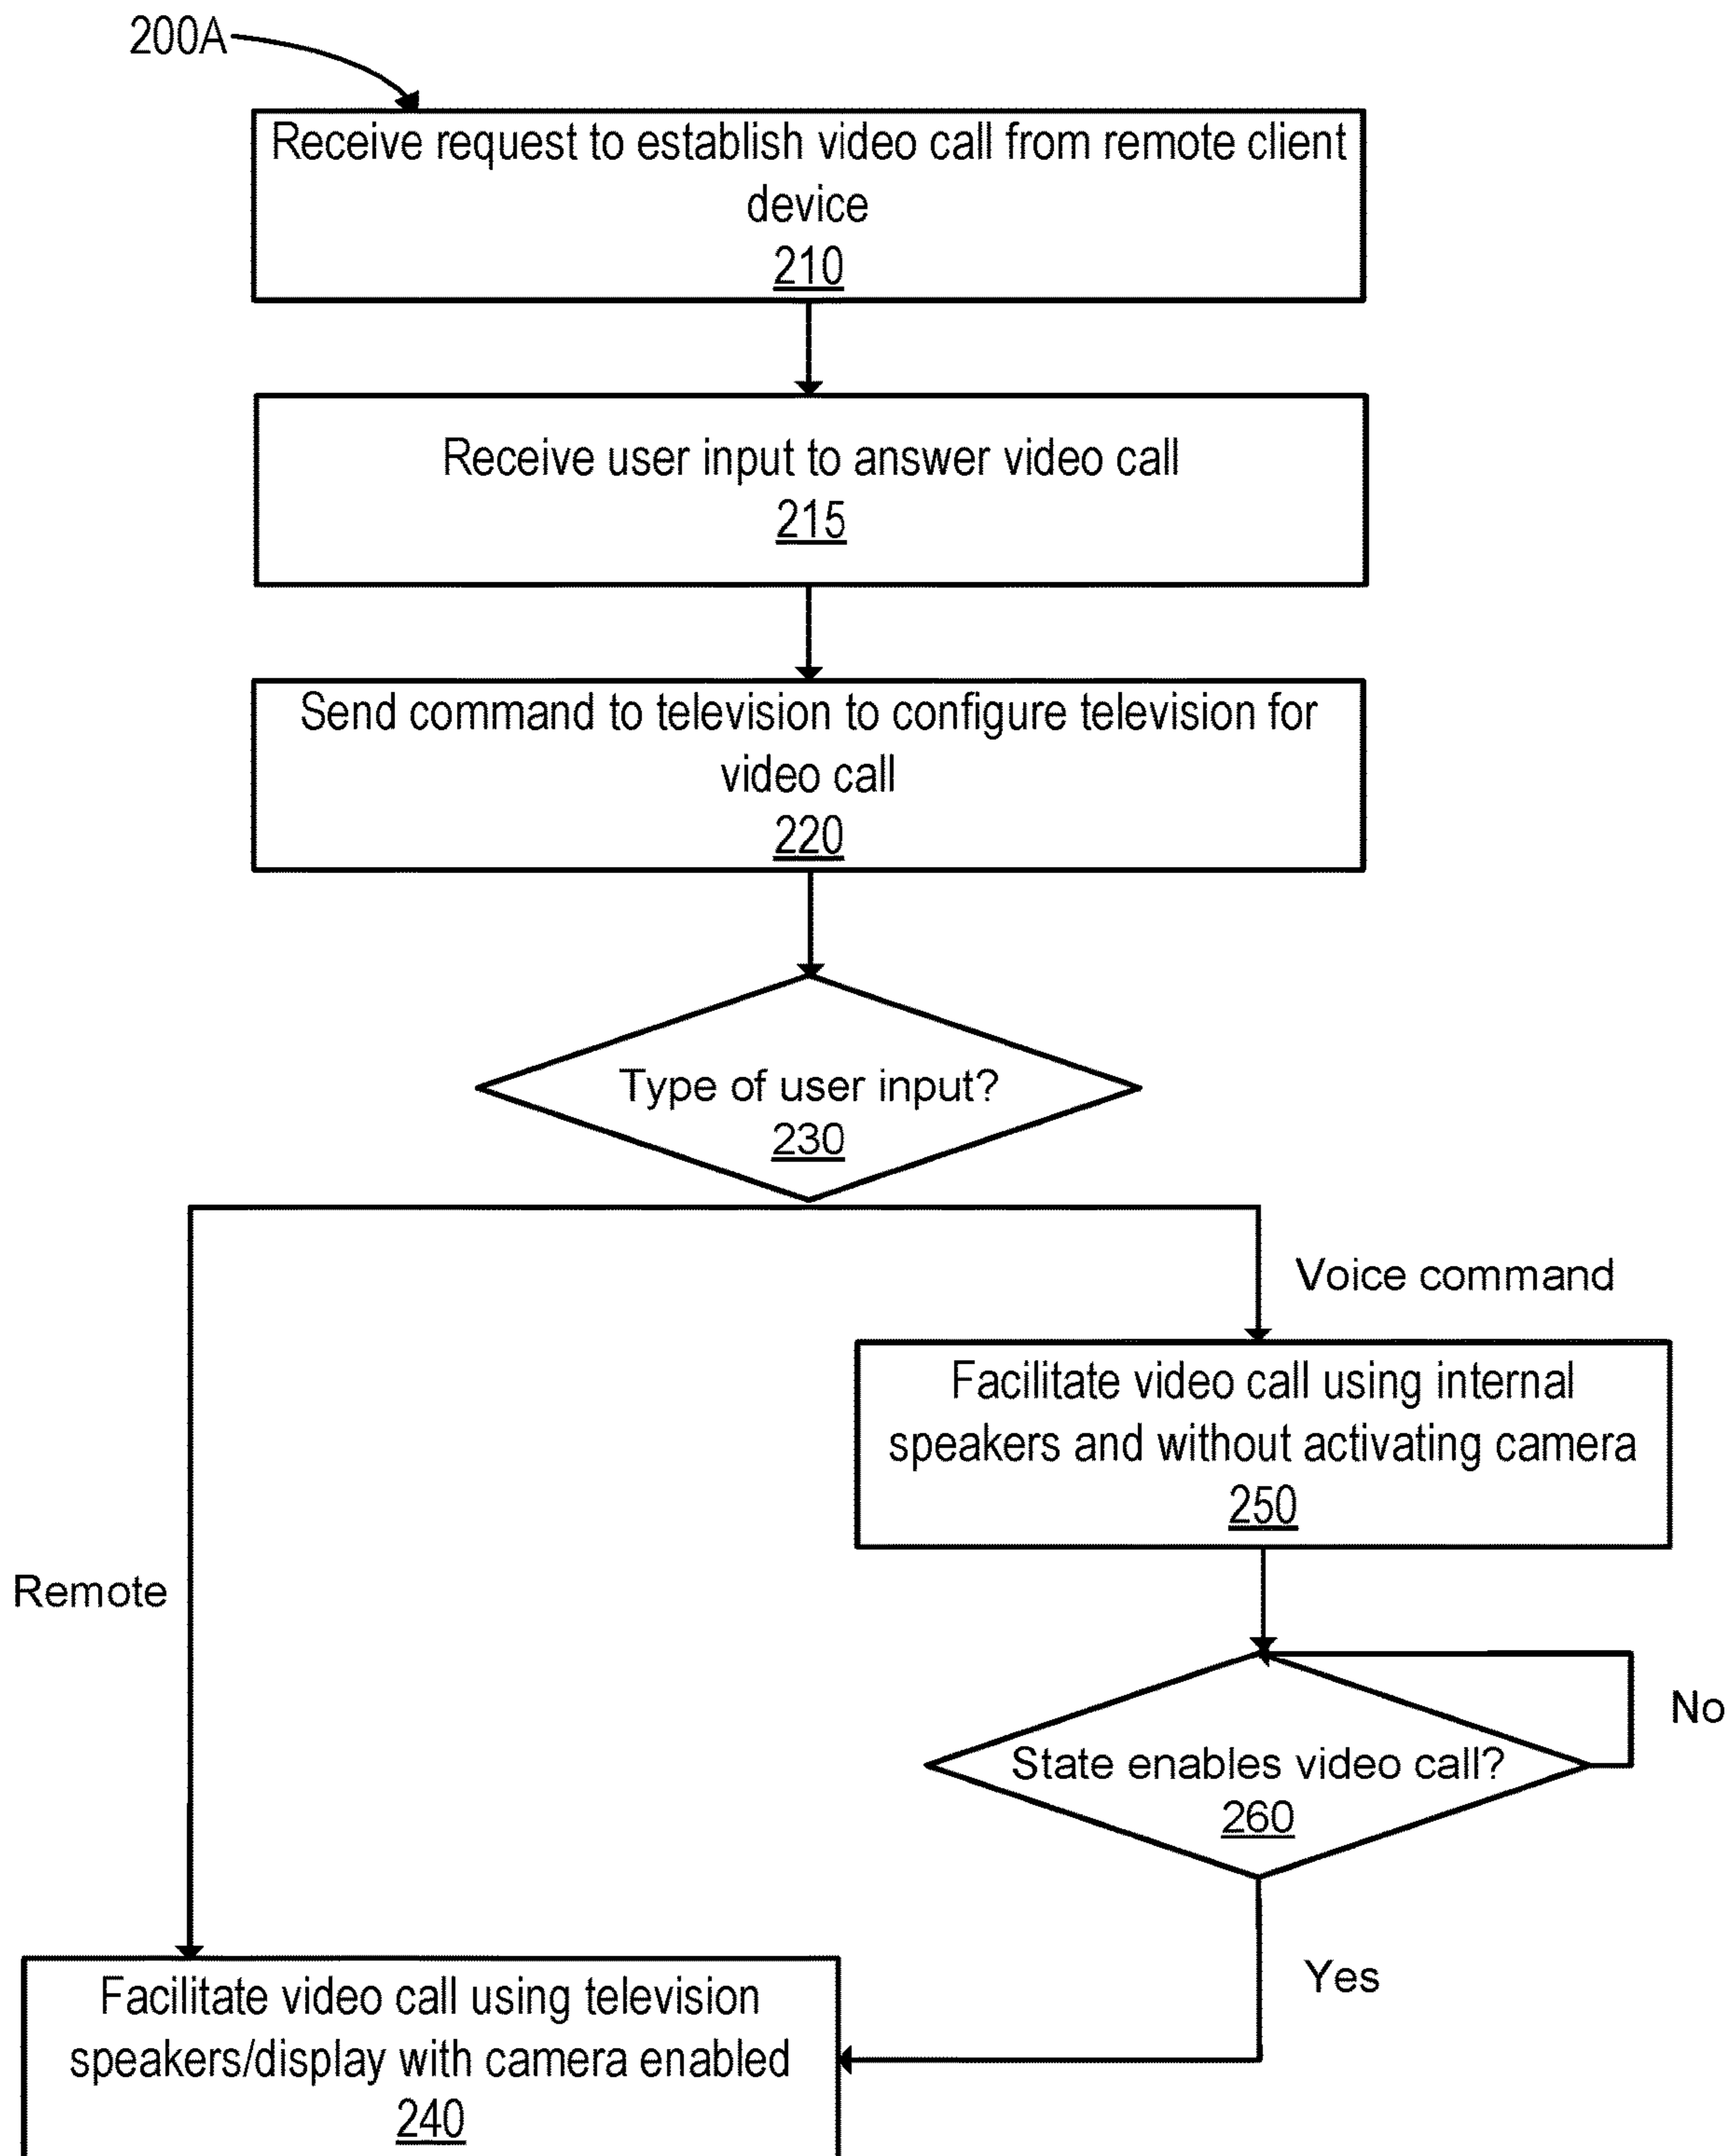 200A
Receive request to establish video call from remote client
device
210
Receive user input to answer video call
215
Send command to television to configure television for
video call
220
Type of user input?
230
Voice command
Facilitate video call using internal
speakers and without activating camera
250
Remote
No
State enables video call?
260
Yes
Facilitate video call using television
speakers/display with camera enabled
240